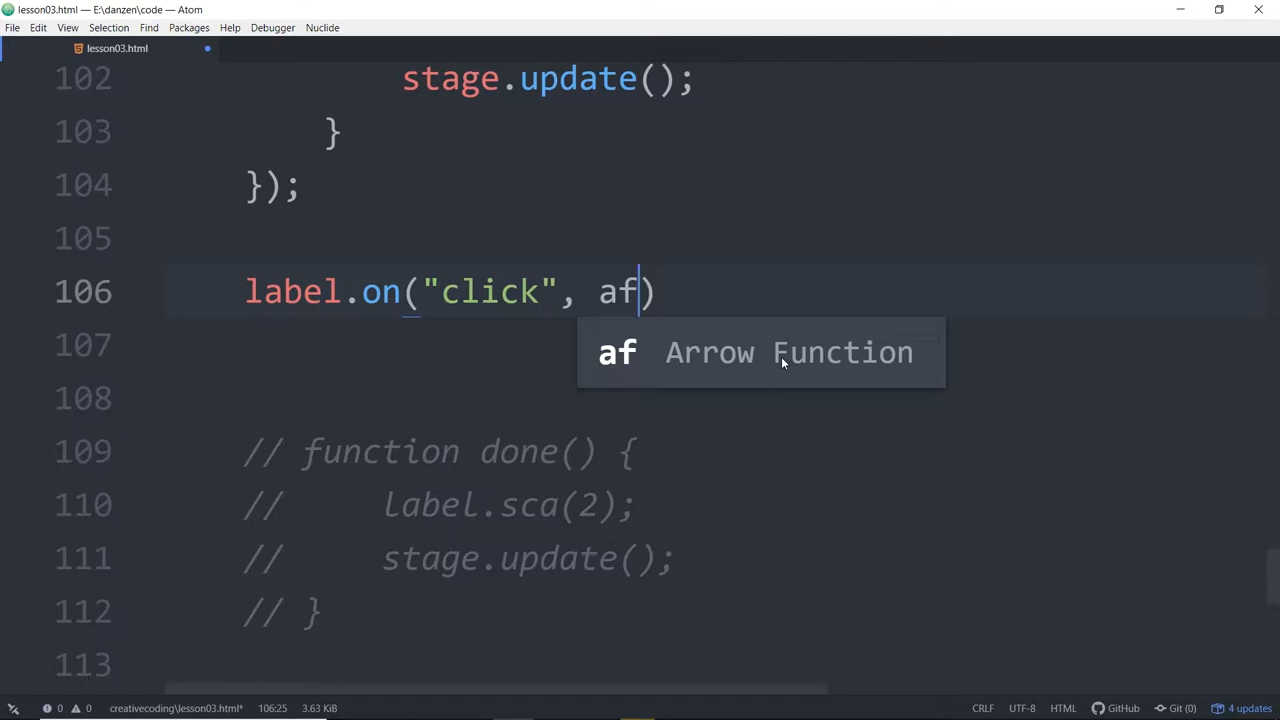 lesson03.html — E:\danzen\code — Atom
File Edit View Selection Find Packages Help Debugger Nuclide
lesson03.html
102 stage.update();
103 }
104 });
105
106 label.on("click", af)
af Arrow Function
107
108
109 // function done() {
110 // label.sca(2);
111 // stage.update();
112 // }
113
0 0 creativecoding\lesson03.html* 106:25 3.63 KiB CRLF UTF-8 HTML GitHub Git (0) 4 updates